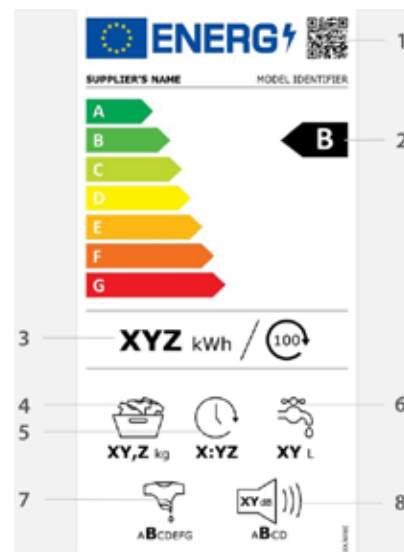 ENERG
1
SUPPLIER'S NAME MODEL IDENTIFIER
A
B B 2
C
D
E
F
G
3 XYZ kWh / 100
4 6
5
XY,Z kg X:YZ XY L
7 8
XY dB
ABCDEFG ABCD